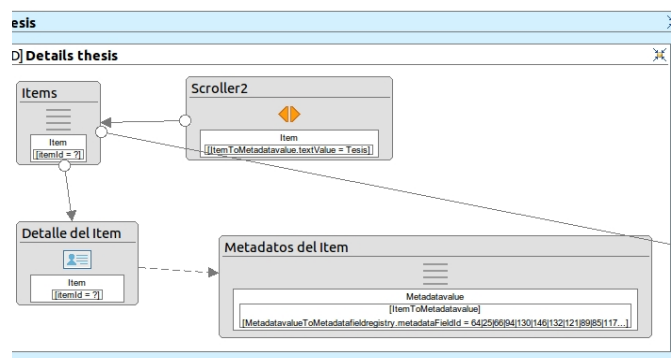 esis
D] Details thesis
Items
Item
[itemId = ?]
Scroller2
Item
[[ItemToMetadatavalue.textValue = Tesis]
Detalle del Item
Item
[itemId = ?]
Metadatos del Item
Metadatavalue
[ItemToMetadatavalue]
[MetadatavalueToMetadatafieldregistry.metadataFieldId = 64|25|66|94|130|146|132|121|89|85|117...]